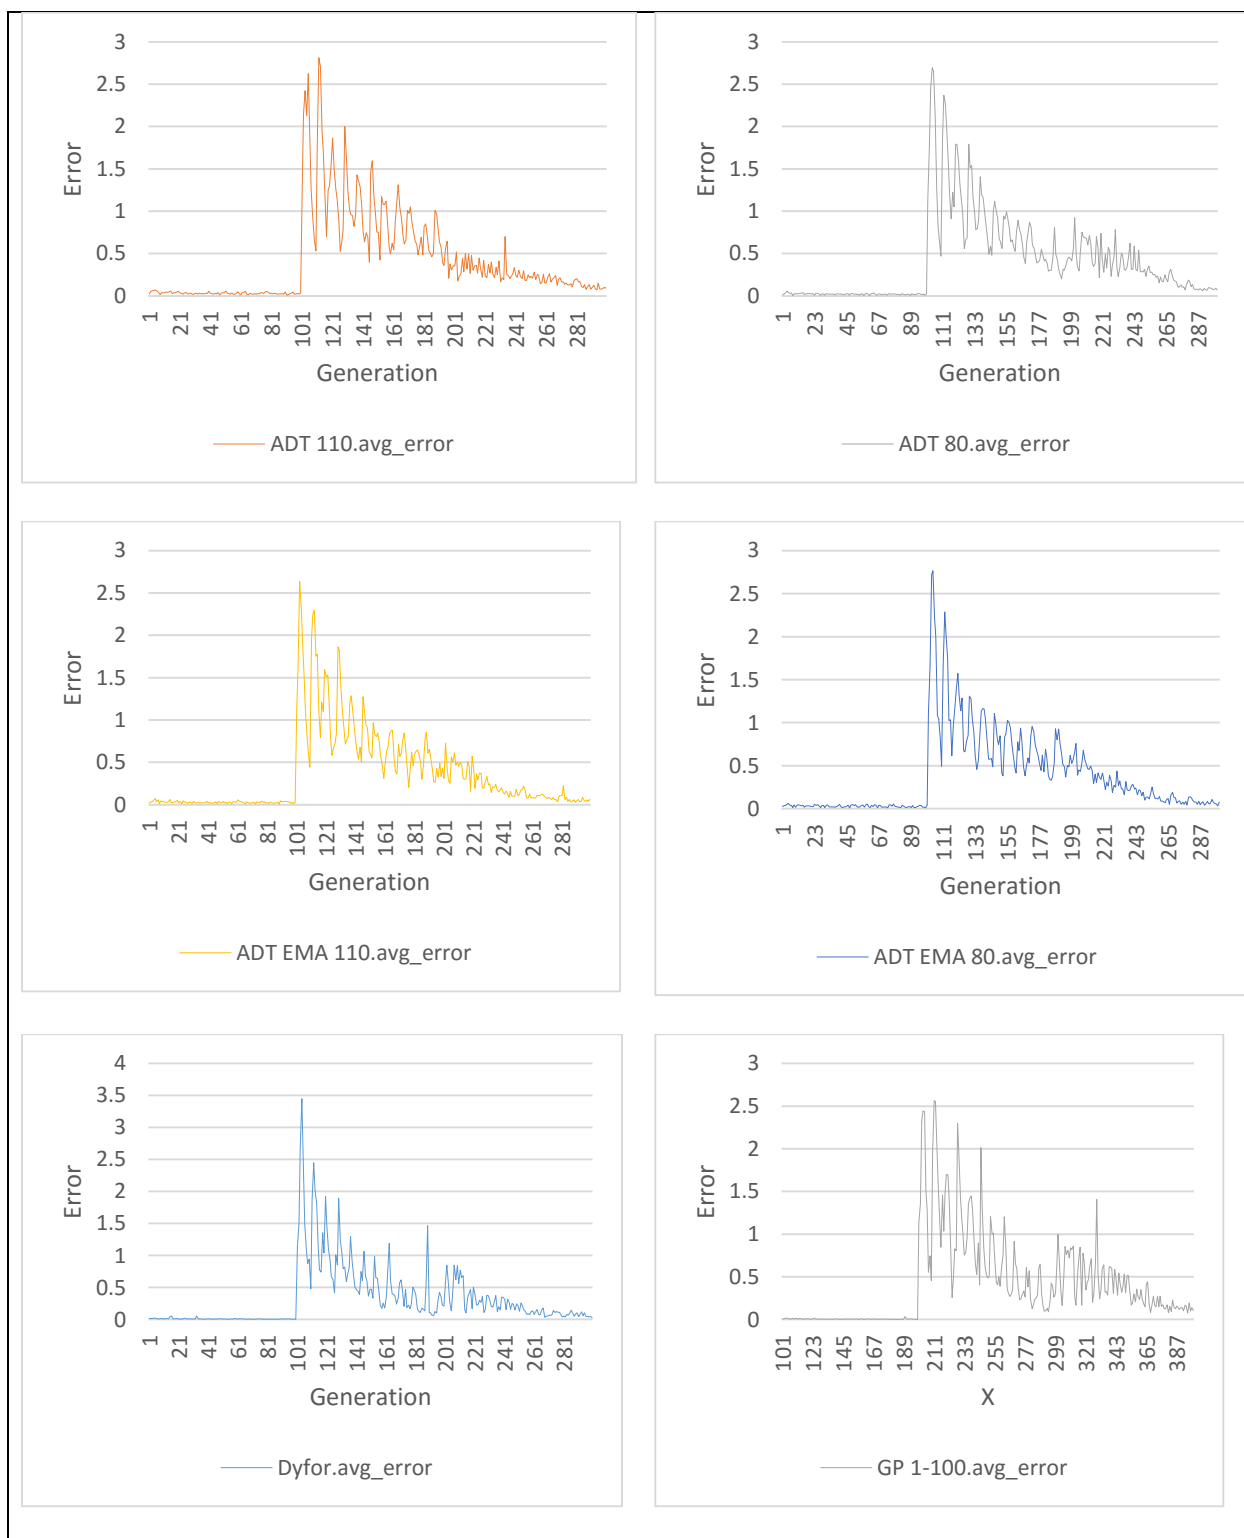 3
2.5
2
1.5
1
0.5
0
Error
1 21 41 61 81 101 121 141 161 181 201 221 241 261 281
Generation
ADT 110.avg_error
3
2.5
2
1.5
1
0.5
0
Error
1 23 45 67 89 111 133 155 177 199 221 243 265 287
Generation
ADT 80.avg_error
3
2.5
2
1.5
1
0.5
0
Error
1 21 41 61 81 101 121 141 161 181 201 221 241 261 281
Generation
ADT EMA 110.avg_error
3
2.5
2
1.5
1
0.5
0
Error
1 23 45 67 89 111 133 155 177 199 221 243 265 287
Generation
ADT EMA 80.avg_error
4
3.5
3
2.5
2
1.5
1
0.5
0
Error
1 21 41 61 81 101 121 141 161 181 201 221 241 261 281
Generation
Dyfor.avg_error
3
2.5
2
1.5
1
0.5
0
Error
101 123 145 167 189 211 233 255 277 299 321 343 365 387
X
GP 1-100.avg_error